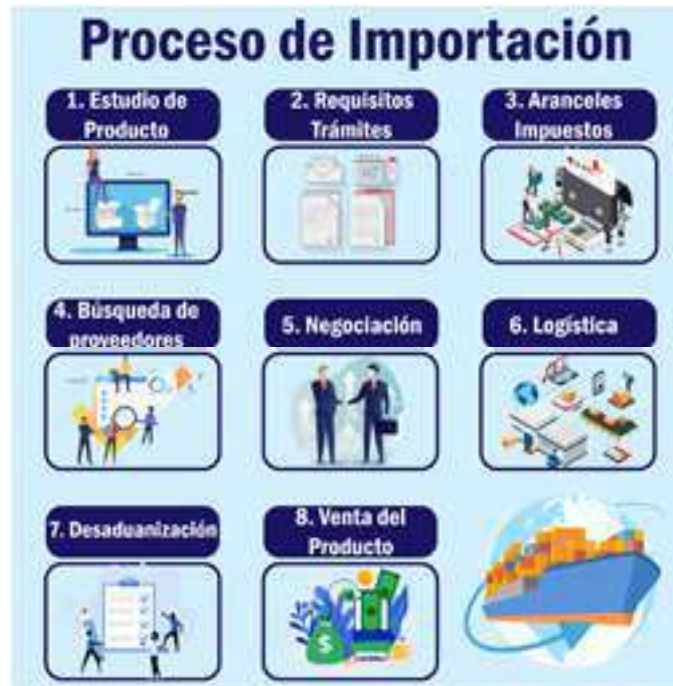 Proceso de Importación
1. Estudio de
Producto
2. Requisitos
Trámites
3. Aranceles
Impuestos
4. Búsqueda de
proveedores
5. Negociación
6. Logística
7. Desaduanización
8. Venta del
Producto